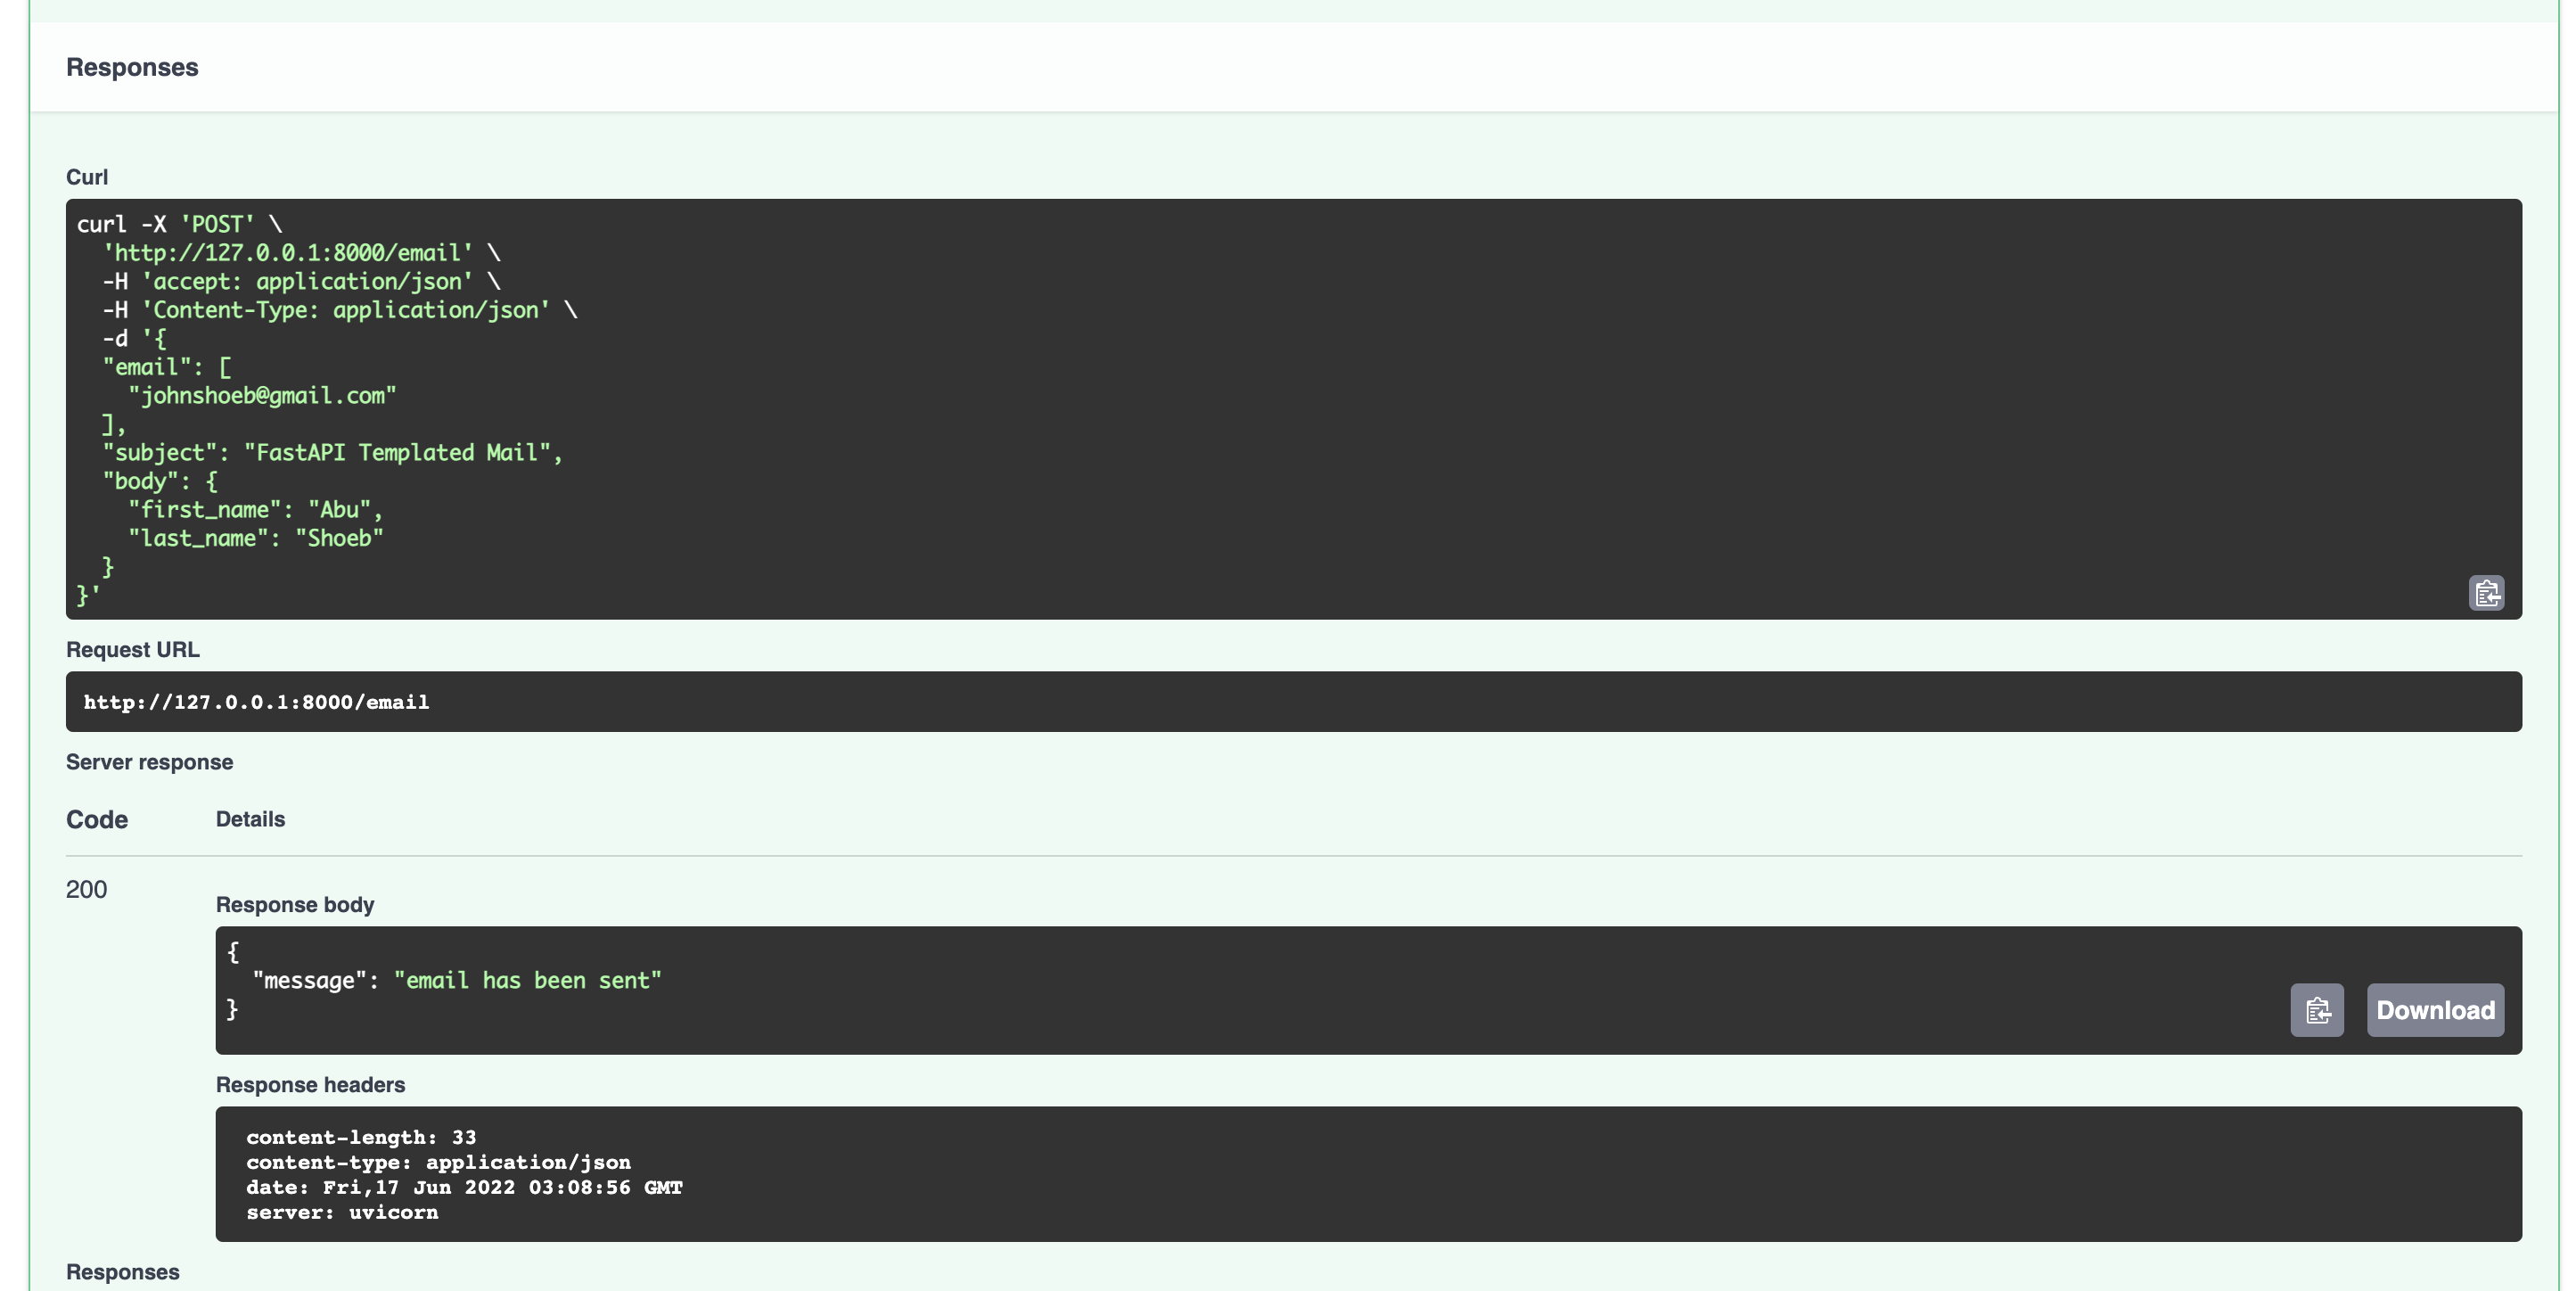 Responses
Curl
curl -X 'POST' \
  'http://127.0.0.1:8000/email' \
  -H 'accept: application/json' \
  -H 'Content-Type: application/json' \
  -d '{
  "email": [
    "johnshoeb@gmail.com"
  ],
  "subject": "FastAPI Templated Mail",
  "body": {
    "first_name": "Abu",
    "last_name": "Shoeb"
  }
}'
Request URL
http://127.0.0.1:8000/email
Server response
Code Details
200
Response body
{
  "message": "email has been sent"
}
Download
Response headers
content-length: 33
content-type: application/json
date: Fri,17 Jun 2022 03:08:56 GMT
server: uvicorn
Responses